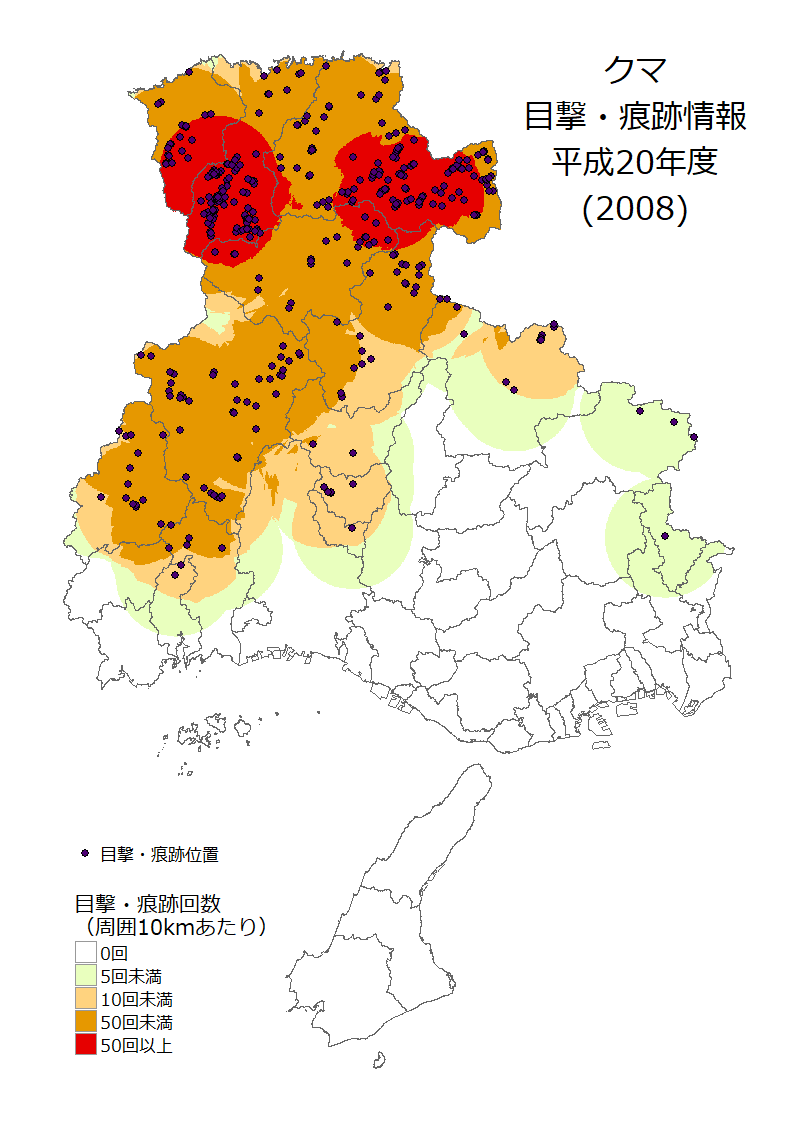 クマ
目撃・痕跡情報
平成20年度
(2008)
目撃・痕跡位置
目撃・痕跡回数
（周囲10kmあたり）
0回
5回未満
10回未満
50回未満
50回以上